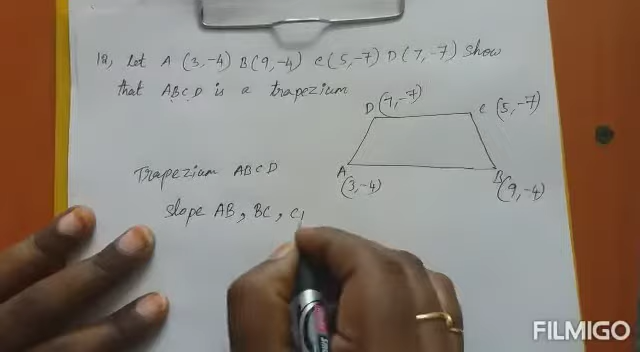 12, Let A (3,-4) B(9,-4) C(5,-7) D(7,-7) show
that ABCD is a trapezium
D (7,-7) C (5,-7)
A (3,-4) B (9,-4)
Trapezium ABCD
Slope AB, BC, C
FILMIGO